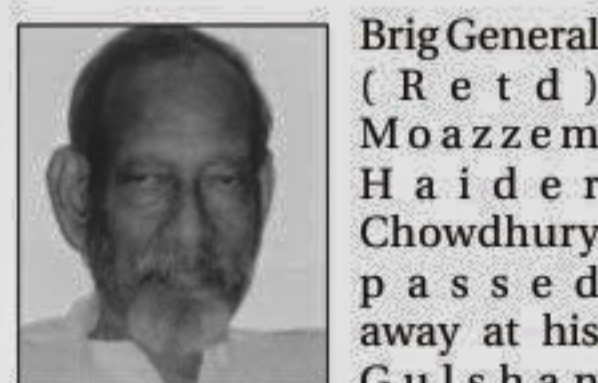 Brig General
(Retd)
Moazzem
Haider
Chowdhury
passed
away at his
Gulshan